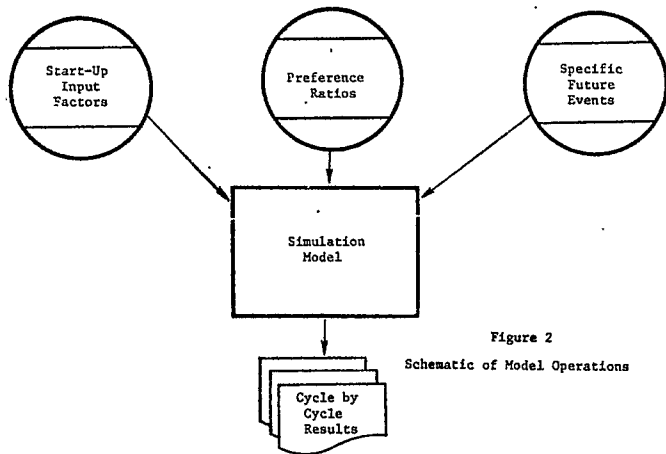 Start-Up
Input
Factors
Preference
Ratios
Specific
Future
Events
Simulation
Model
Figure 2
Schematic of Model Operations
Cycle by
Cycle
Results